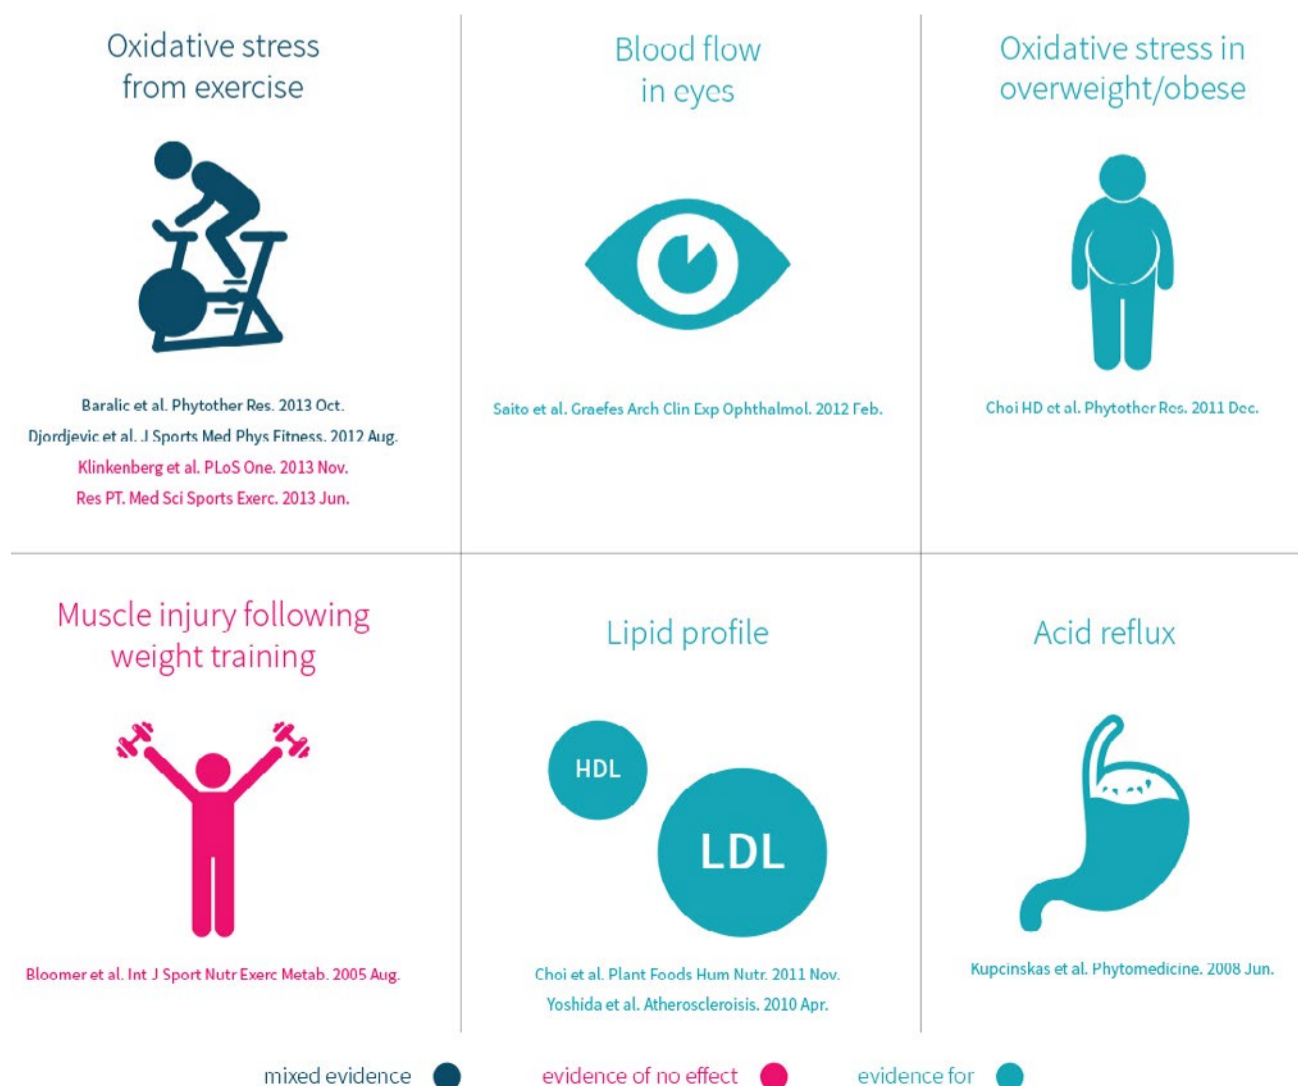 Oxidative stress
from exercise
Baralic et al. Phytother Res. 2013 Oct.
Djordjevic et al. J Sports Med Phys Fitness. 2012 Aug.
Klinkenberg et al. PLoS One. 2013 Nov.
Res PT. Med Sci Sports Exerc. 2013 Jun.
Blood flow
in eyes
Saito et al. Graefes Arch Clin Exp Ophthalmol. 2012 Feb.
Oxidative stress in
overweight/obese
Choi HD et al. Phytother Res. 2011 Dec.
Muscle injury following
weight training
Bloomer et al. Int J Sport Nutr Exerc Metab. 2005 Aug.
Lipid profile
HDL
LDL
Choi et al. Plant Foods Hum Nutr. 2011 Nov.
Yoshida et al. Atheroscleroisis. 2010 Apr.
Acid reflux
Kupcinskas et al. Phytomedicine. 2008 Jun.
mixed evidence
evidence of no effect
evidence for